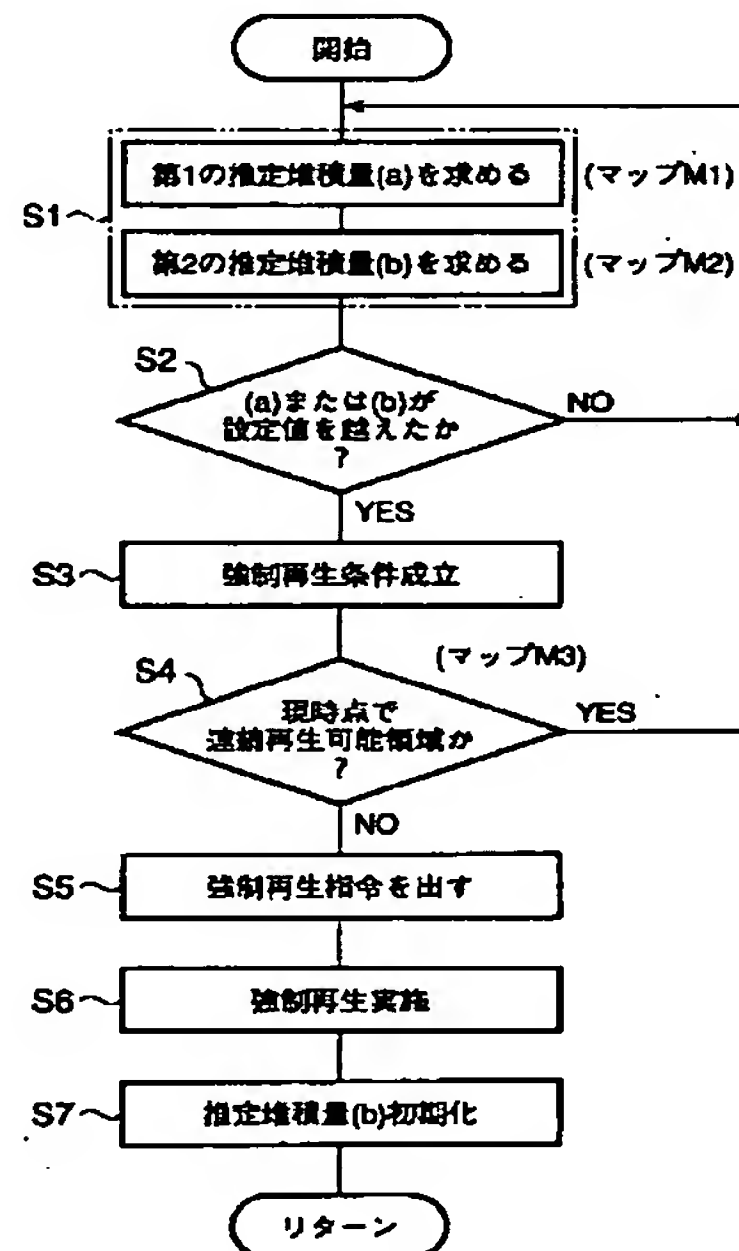 開始
第1の推定堆積量(a)を求める (マップM1)
S1
第2の推定堆積量(b)を求める (マップM2)
S2
(a)または(b)が
設定値を越えたか
?
NO
YES
S3 強制再生条件成立
(マップM3)
S4
現時点で
連続再生可能領域か
?
YES
NO
S5 強制再生指令を出す
S6 強制再生実施
S7 推定堆積量(b)初期化
リターン